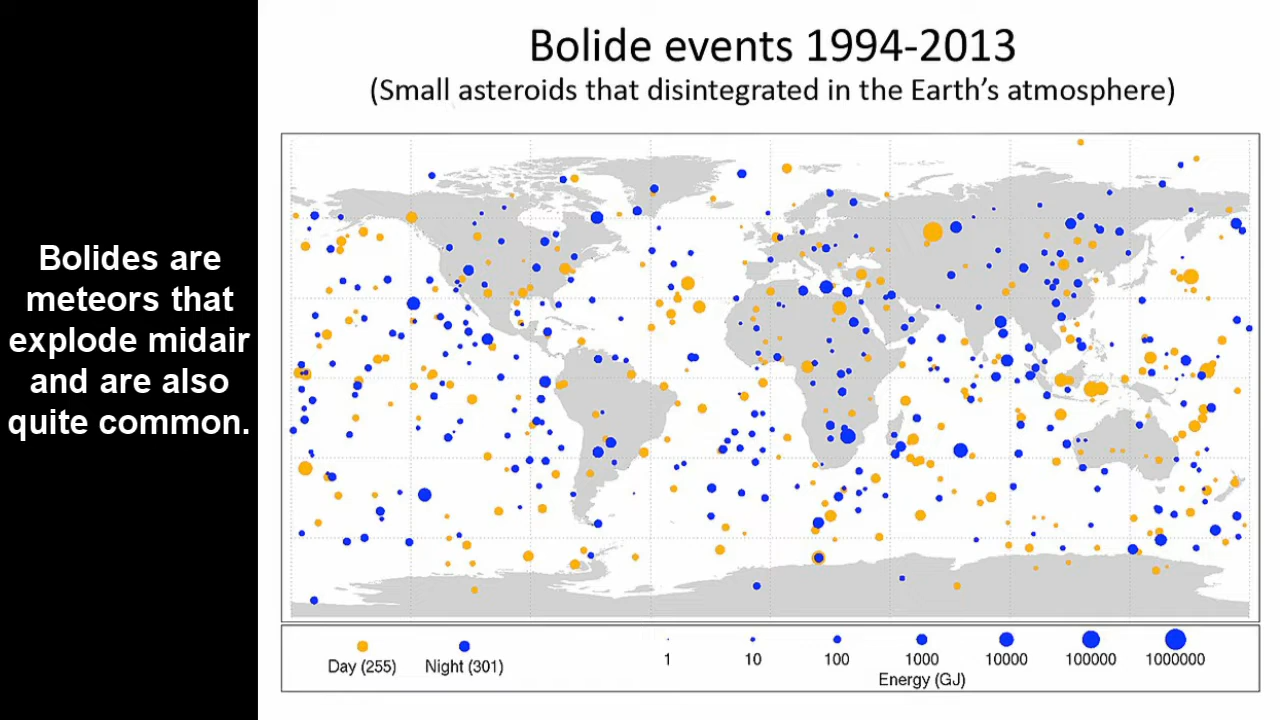 Bolides are
meteors that
explode midair
and are also
quite common.
Bolide events 1994-2013
(Small asteroids that disintegrated in the Earth's atmosphere)
Day (255)
Night (301)
1
10
100
1000
10000
100000
1000000
Energy (GJ)